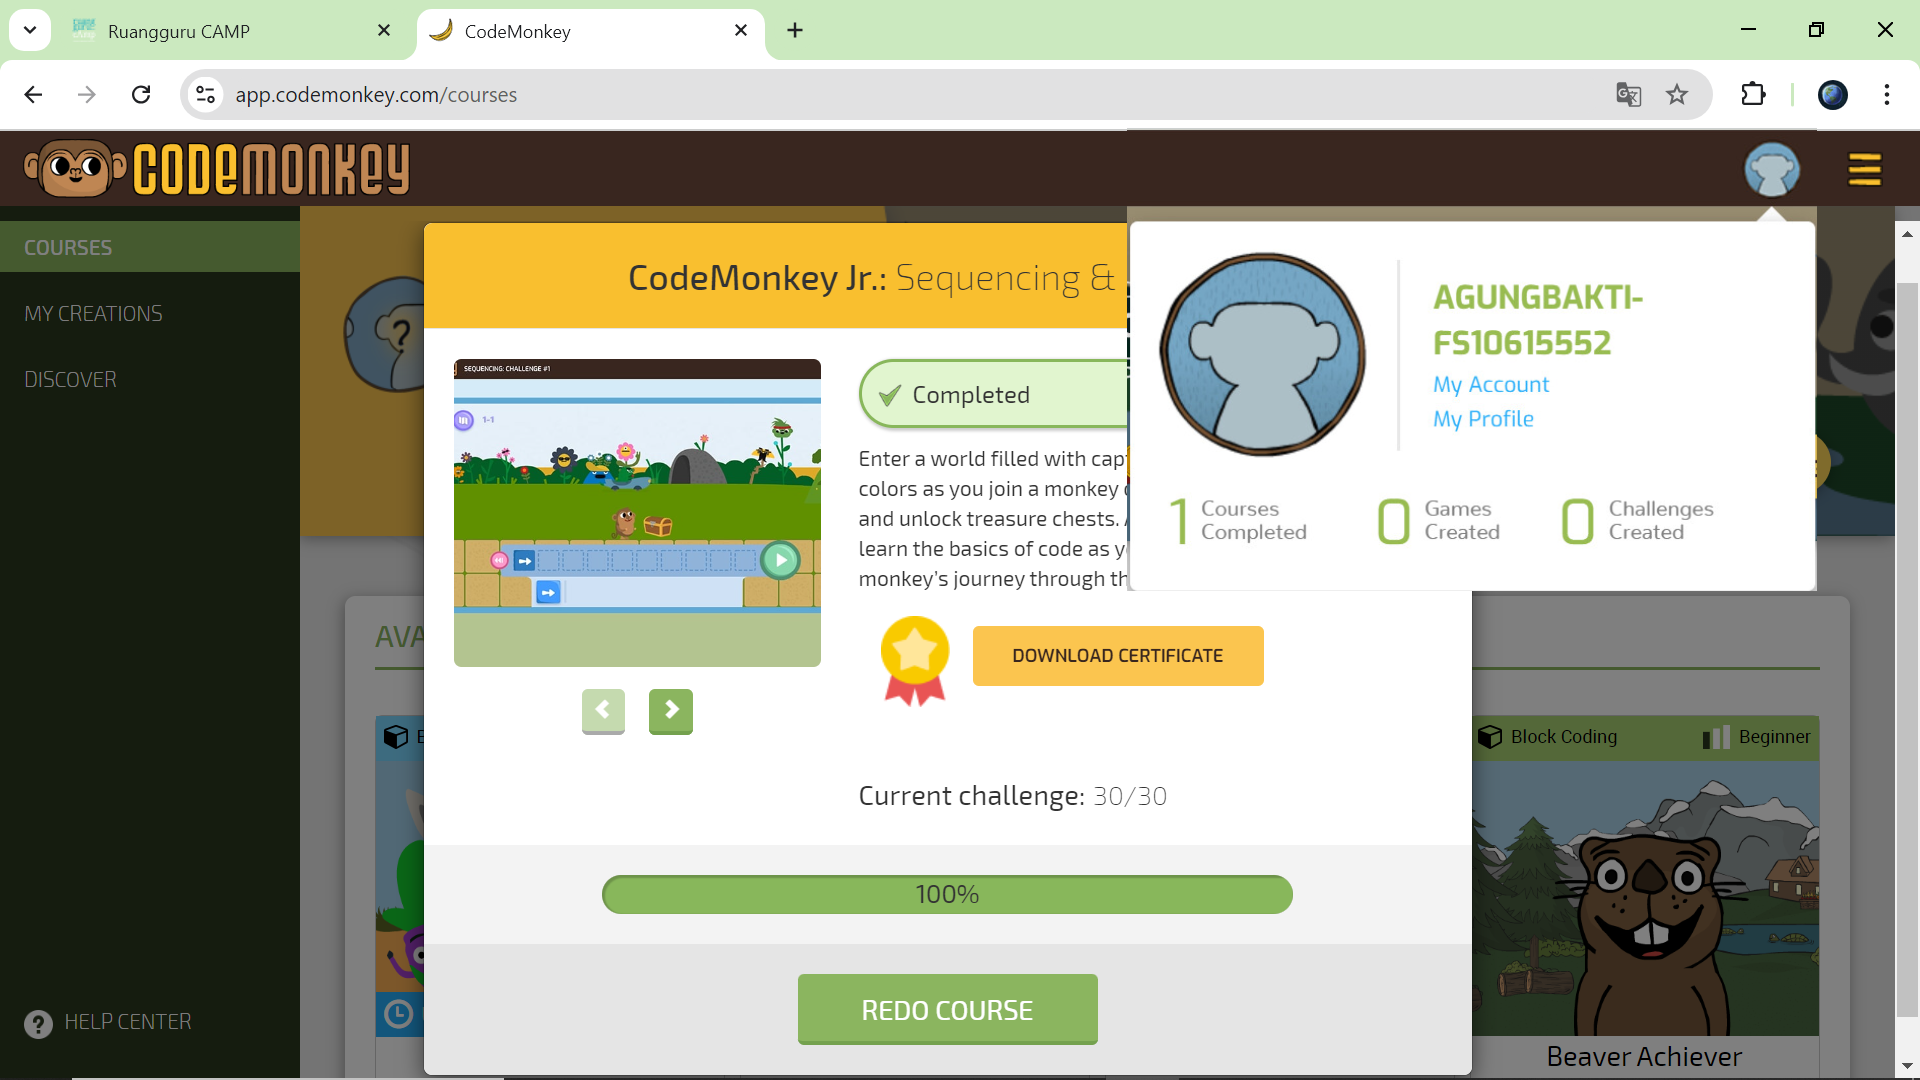 Ruangguru CAMP
CodeMonkey
app.codemonkey.com/courses
CODEMONKEY
COURSES
MY CREATIONS
DISCOVER
HELP CENTER
CodeMonkey Jr.: Sequencing &
SEQUENCING: CHALLENGE #1
1-1
Completed
Enter a world filled with
colors as you join a monkey
and unlock treasure chests.
learn the basics of code as
monkey's journey through
DOWNLOAD CERTIFICATE
Current challenge: 30/30
100%
REDO COURSE
AGUNGBAKTI-
FS10615552
My Account
My Profile
1 Courses Completed
0 Games Created
0 Challenges Created
Block Coding
Beginner
Beaver Achiever